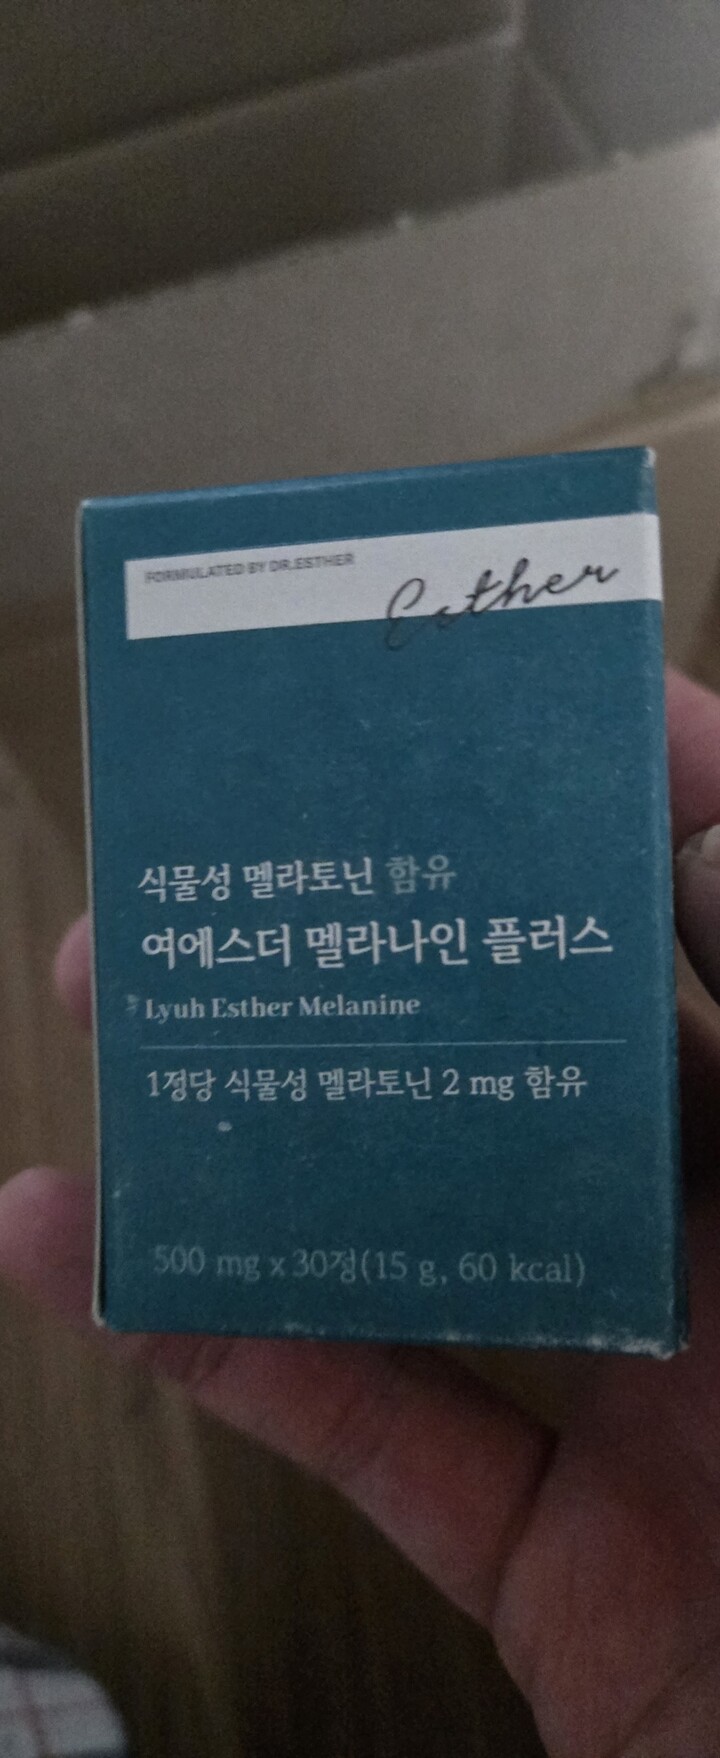 FORMULATED BY DR.ESTHER
Esther
식물성 멜라토닌 함유
여에스더 멜라나인 플러스
Lyuh Esther Melanine
1정당 식물성 멜라토닌 2 mg 함유
500 mg x 30정(15 g, 60 kcal)